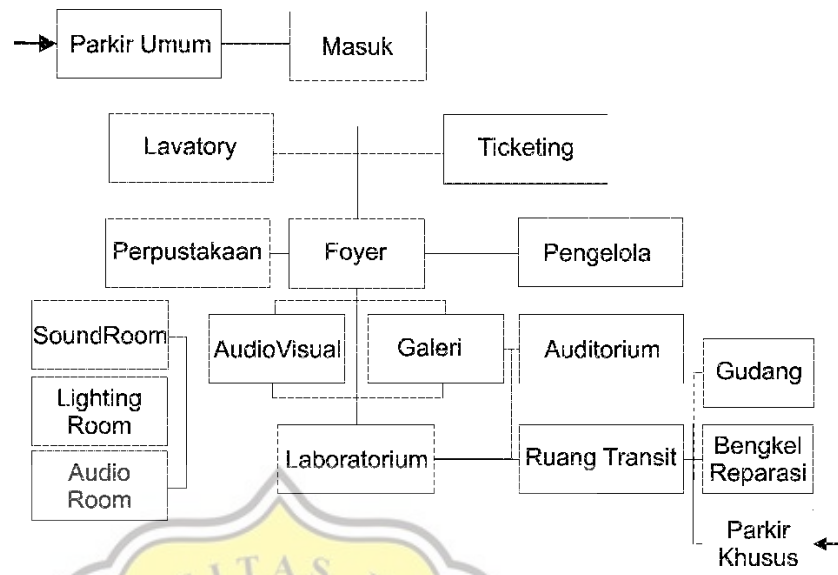 Parkir Umum
Masuk
Lavatory
Ticketing
Perpustakaan
Foyer
Pengelola
SoundRoom
AudioVisual
Galeri
Auditorium
Gudang
Lighting
Room
Laboratorium
Ruang Transit
Bengkel
Reparasi
Audio
Room
Parkir
Khusus
ITAS